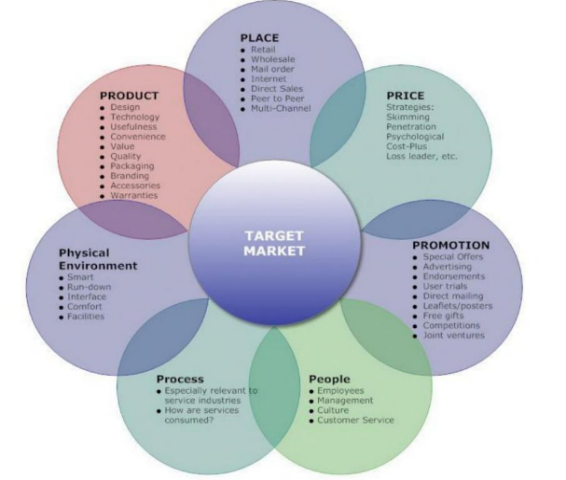 PLACE
• Retail
• Wholesale
• Mail order
• Internet
• Direct Sales
• Peer to Peer
• Multi-Channel
PRODUCT
• Design
• Technology
• Usefulness
• Convenience
• Value
• Quality
• Packaging
• Branding
• Accessories
• Warranties
PRICE
Strategies:
Skimming
Penetration
Psychological
Cost-Plus
Loss leader, etc.
TARGET
MARKET
Physical
Environment
• Smart
• Run-down
• Interface
• Comfort
• Facilities
PROMOTION
• Special Offers
• Advertising
• Endorsements
• User trials
• Direct mailing
• Leaflets/posters
• Free gifts
• Competitions
• Joint ventures
Process
• Especially relevant to
service industries
• How are services
consumed?
People
• Employees
• Management
• Culture
• Customer Service